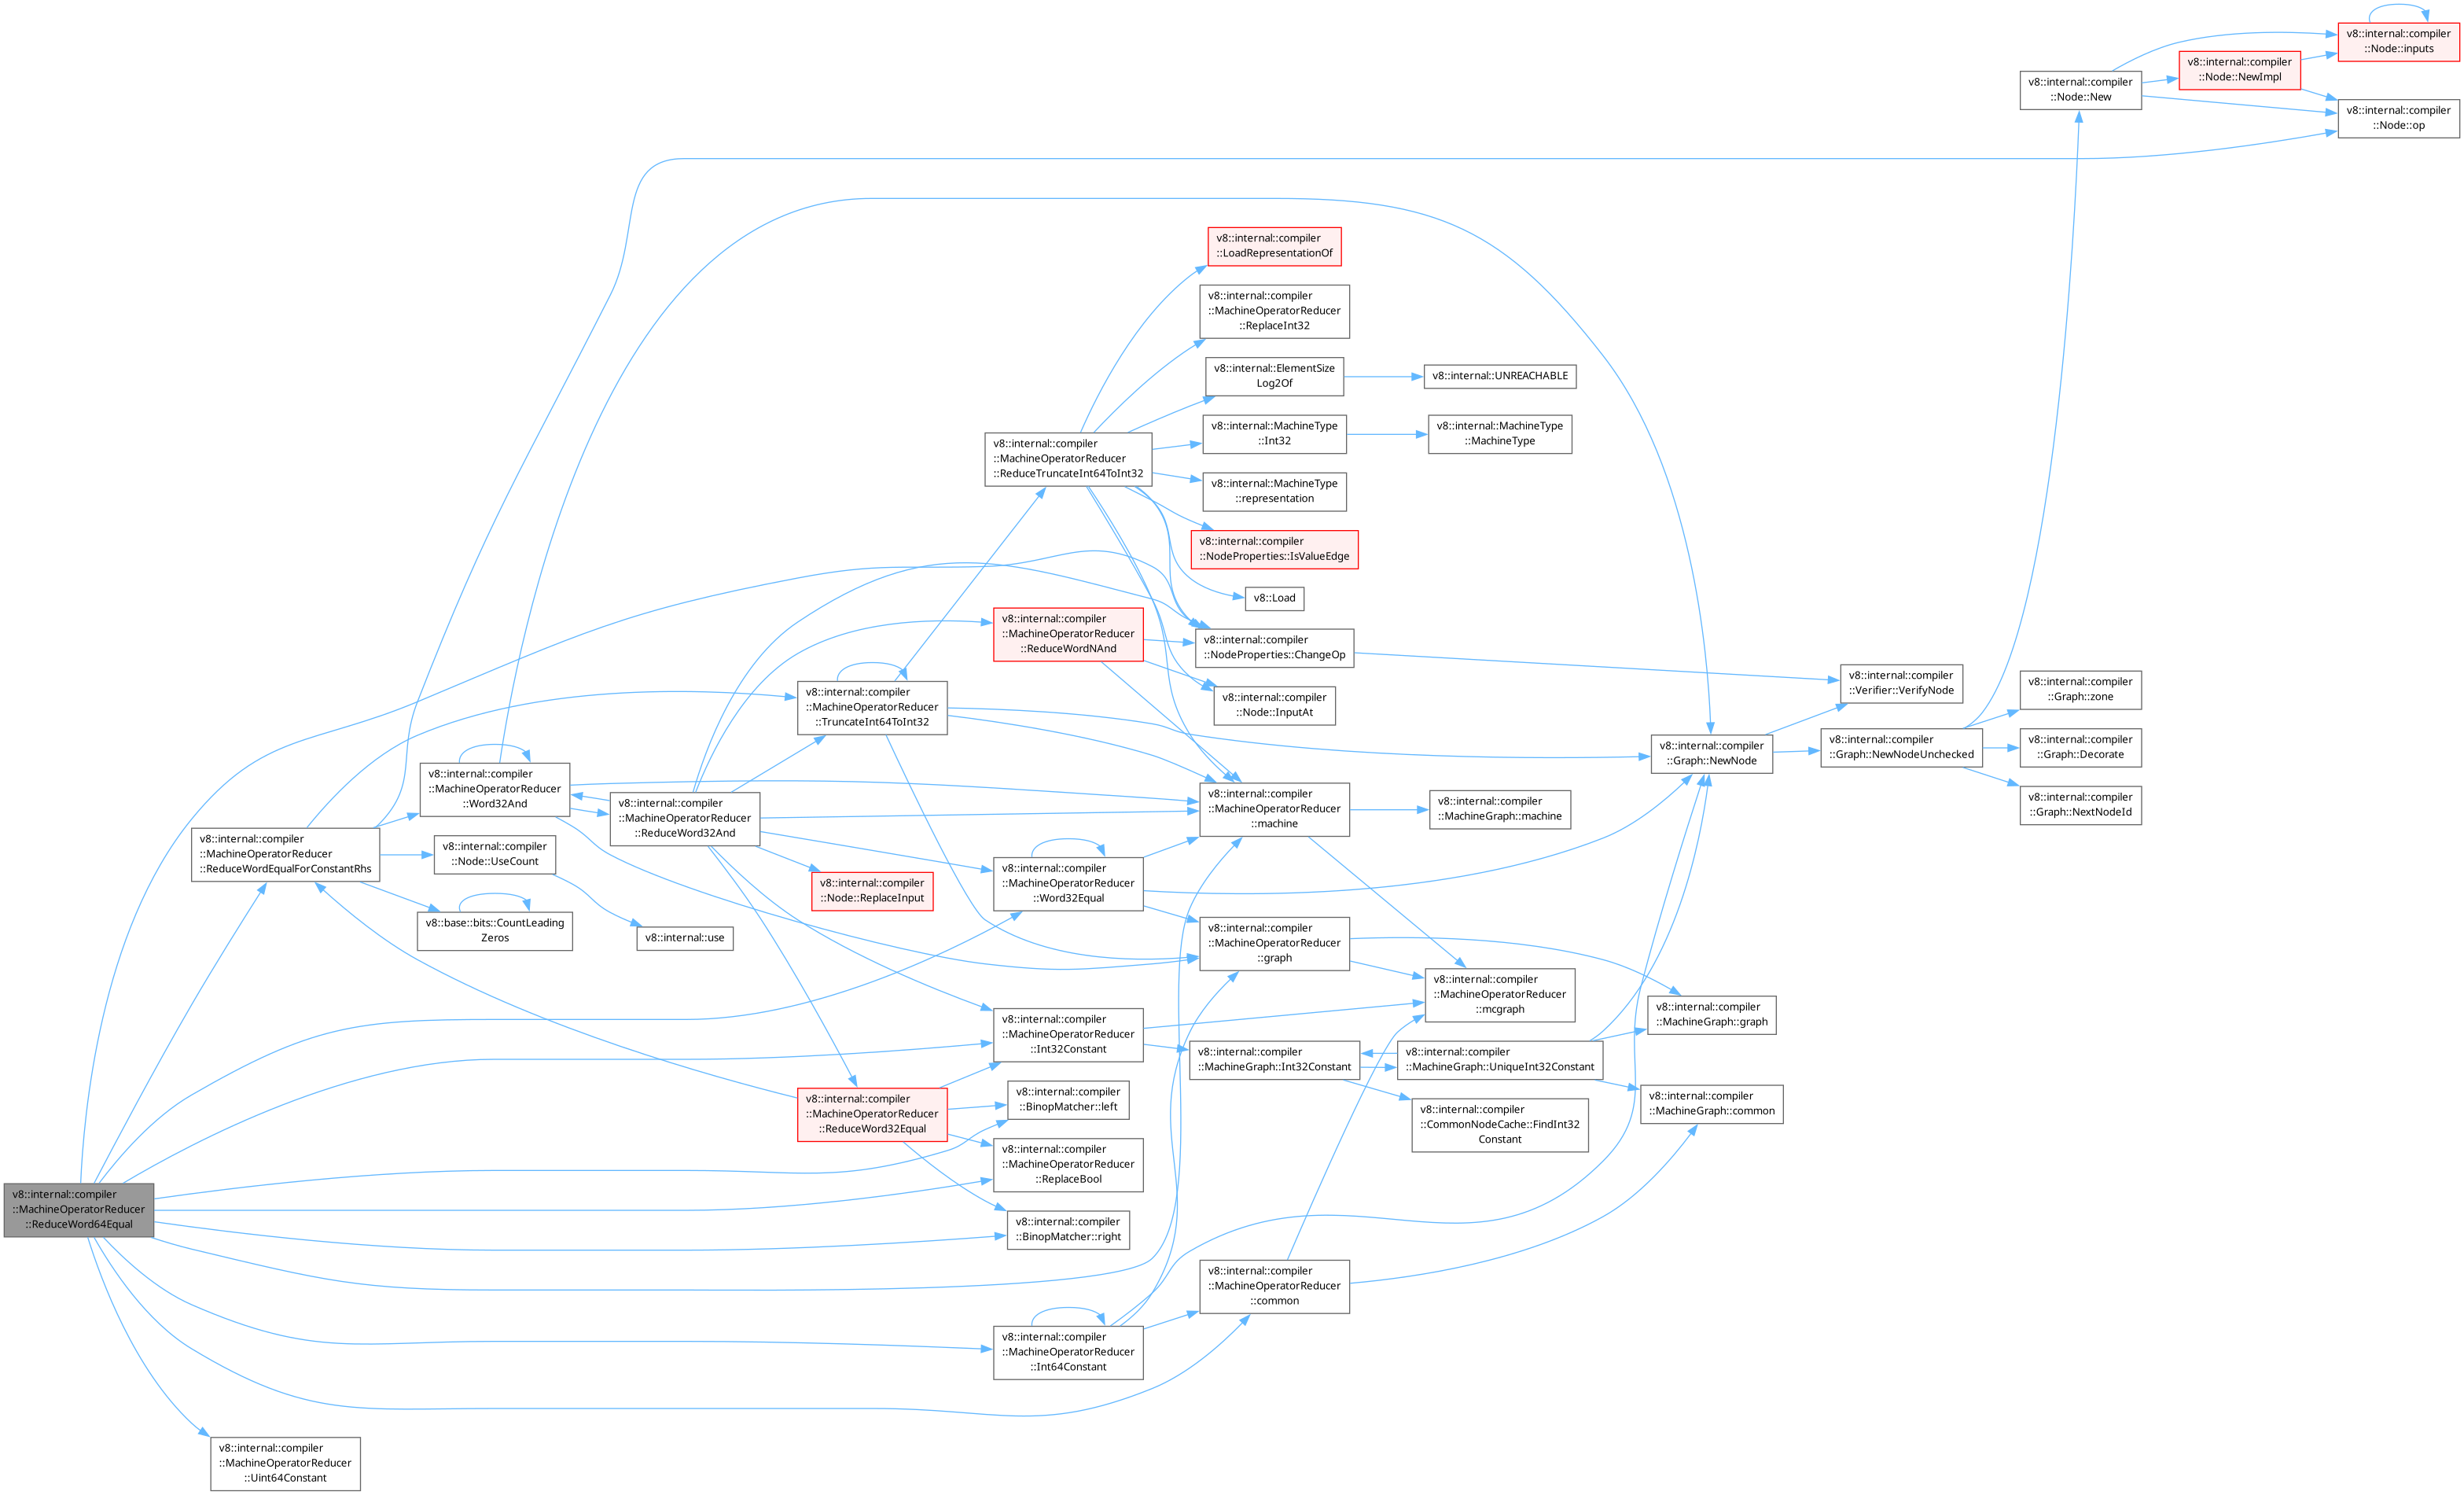 v8::internal::compiler
::Node::inputs
v8::internal::compiler
::Node::NewImpl
v8::internal::compiler
::Node::New
v8::internal::compiler
::Node::op
v8::internal::compiler
::LoadRepresentationOf
v8::internal::compiler
::MachineOperatorReducer
::ReplaceInt32
v8::internal::ElementSize
Log2Of
v8::internal::UNREACHABLE
v8::internal::MachineType
::Int32
v8::internal::MachineType
::MachineType
v8::internal::compiler
::MachineOperatorReducer
::ReduceTruncateInt64ToInt32
v8::internal::MachineType
::representation
v8::internal::compiler
::NodeProperties::IsValueEdge
v8::Load
v8::internal::compiler
::MachineOperatorReducer
::ReduceWordNAnd
v8::internal::compiler
::NodeProperties::ChangeOp
v8::internal::compiler
::Verifier::VerifyNode
v8::internal::compiler
::Graph::zone
v8::internal::compiler
::MachineOperatorReducer
::TruncateInt64ToInt32
v8::internal::compiler
::Node::InputAt
v8::internal::compiler
::Graph::NewNode
v8::internal::compiler
::Graph::NewNodeUnchecked
v8::internal::compiler
::Graph::Decorate
v8::internal::compiler
::MachineOperatorReducer
::Word32And
v8::internal::compiler
::MachineOperatorReducer
::ReduceWord32And
v8::internal::compiler
::MachineOperatorReducer
::machine
v8::internal::compiler
::MachineGraph::machine
v8::internal::compiler
::Graph::NextNodeId
v8::internal::compiler
::MachineOperatorReducer
::ReduceWordEqualForConstantRhs
v8::internal::compiler
::Node::UseCount
v8::internal::compiler
::Node::ReplaceInput
v8::internal::compiler
::MachineOperatorReducer
::Word32Equal
v8::base::bits::CountLeading
Zeros
v8::internal::use
v8::internal::compiler
::MachineOperatorReducer
::graph
v8::internal::compiler
::MachineOperatorReducer
::mcgraph
v8::internal::compiler
::MachineGraph::graph
v8::internal::compiler
::MachineOperatorReducer
::Int32Constant
v8::internal::compiler
::MachineGraph::Int32Constant
v8::internal::compiler
::MachineGraph::UniqueInt32Constant
v8::internal::compiler
::MachineOperatorReducer
::ReduceWord32Equal
v8::internal::compiler
::BinopMatcher::left
v8::internal::compiler
::CommonNodeCache::FindInt32
Constant
v8::internal::compiler
::MachineGraph::common
v8::internal::compiler
::MachineOperatorReducer
::ReplaceBool
v8::internal::compiler
::MachineOperatorReducer
::ReduceWord64Equal
v8::internal::compiler
::BinopMatcher::right
v8::internal::compiler
::MachineOperatorReducer
::common
v8::internal::compiler
::MachineOperatorReducer
::Int64Constant
v8::internal::compiler
::MachineOperatorReducer
::Uint64Constant